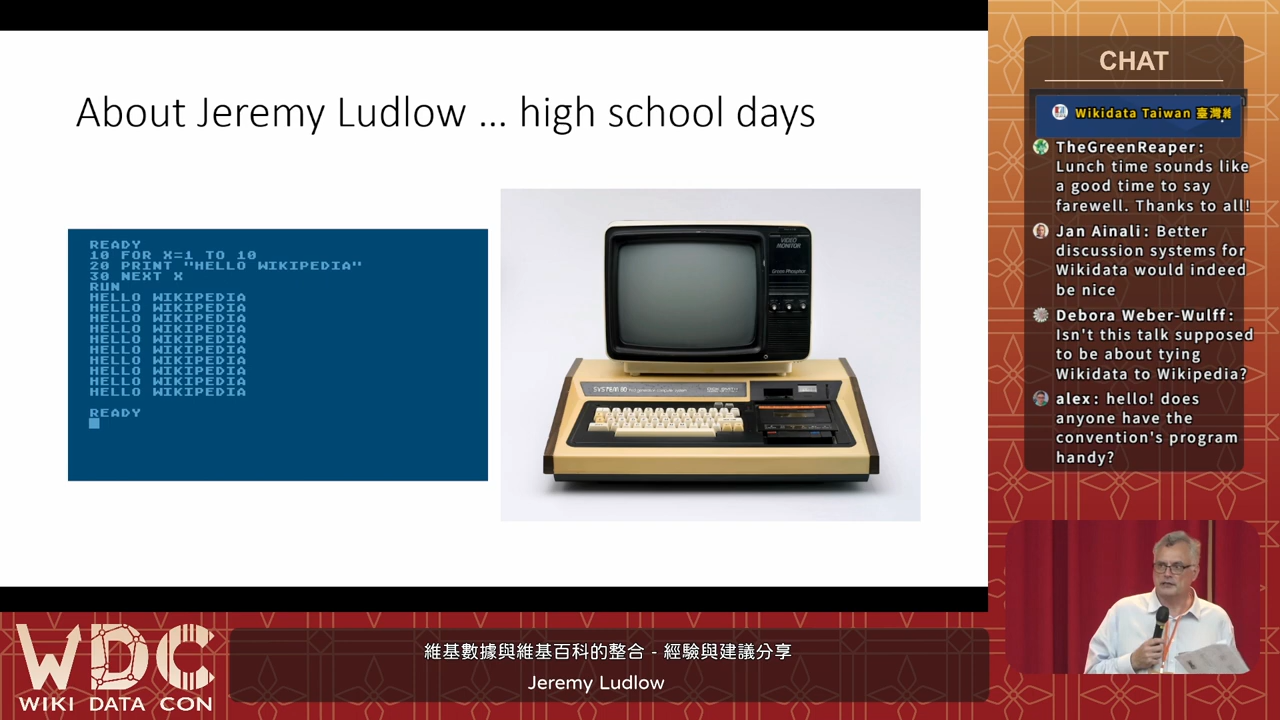 About Jeremy Ludlow ... high school days
READY
10 FOR X=1 TO 10
20 PRINT "HELLO WIKIPEDIA"
30 NEXT X
RUN
HELLO WIKIPEDIA
HELLO WIKIPEDIA
HELLO WIKIPEDIA
HELLO WIKIPEDIA
HELLO WIKIPEDIA
HELLO WIKIPEDIA
HELLO WIKIPEDIA
HELLO WIKIPEDIA
HELLO WIKIPEDIA
HELLO WIKIPEDIA
READY
VIDEO
MONITOR
Green Phosphor
SYSTEM 80
CHAT
Wikidata Taiwan 臺灣維
TheGreenReaper:
Lunch time sounds like
a good time to say
farewell. Thanks to all!
Jan Ainali: Better
discussion systems for
Wikidata would indeed
be nice
Debora Weber-Wulff:
Isn't this talk supposed
to be about tying
Wikidata to Wikipedia?
alex: hello! does
anyone have the
convention's program
handy?
WDC
WIKI DATA CON
維基數據與維基百科的整合 - 經驗與建議分享
Jeremy Ludlow